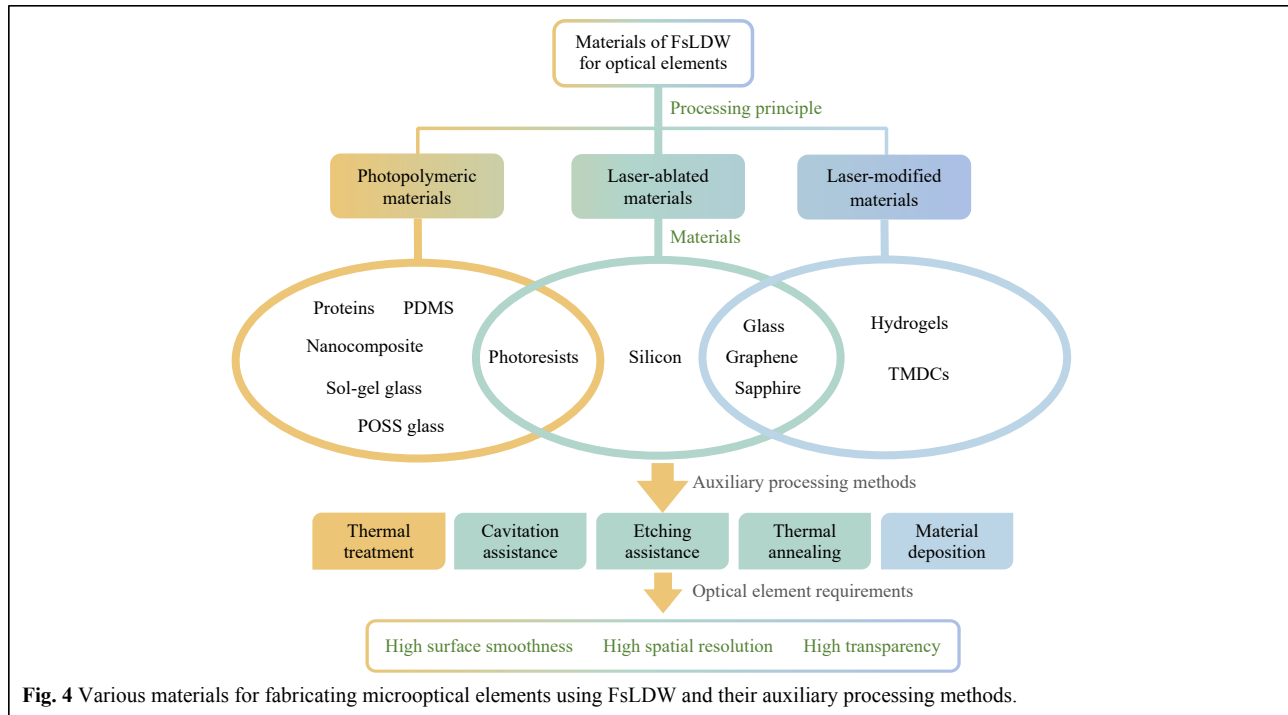 Materials of FsLDW
for optical elements
Processing principle
Photopolymeric
materials
Laser-ablated
materials
Laser-modified
materials
Materials
Proteins PDMS
Nanocomposite
Sol-gel glass
POSS glass
Photoresists
Silicon
Glass
Graphene
Sapphire
Hydrogels
TMDCs
Auxiliary processing methods
Thermal
treatment
Cavitation
assistance
Etching
assistance
Thermal
annealing
Material
deposition
Optical element requirements
High surface smoothness High spatial resolution High transparency
Fig. 4 Various materials for fabricating microoptical elements using FsLDW and their auxiliary processing methods.